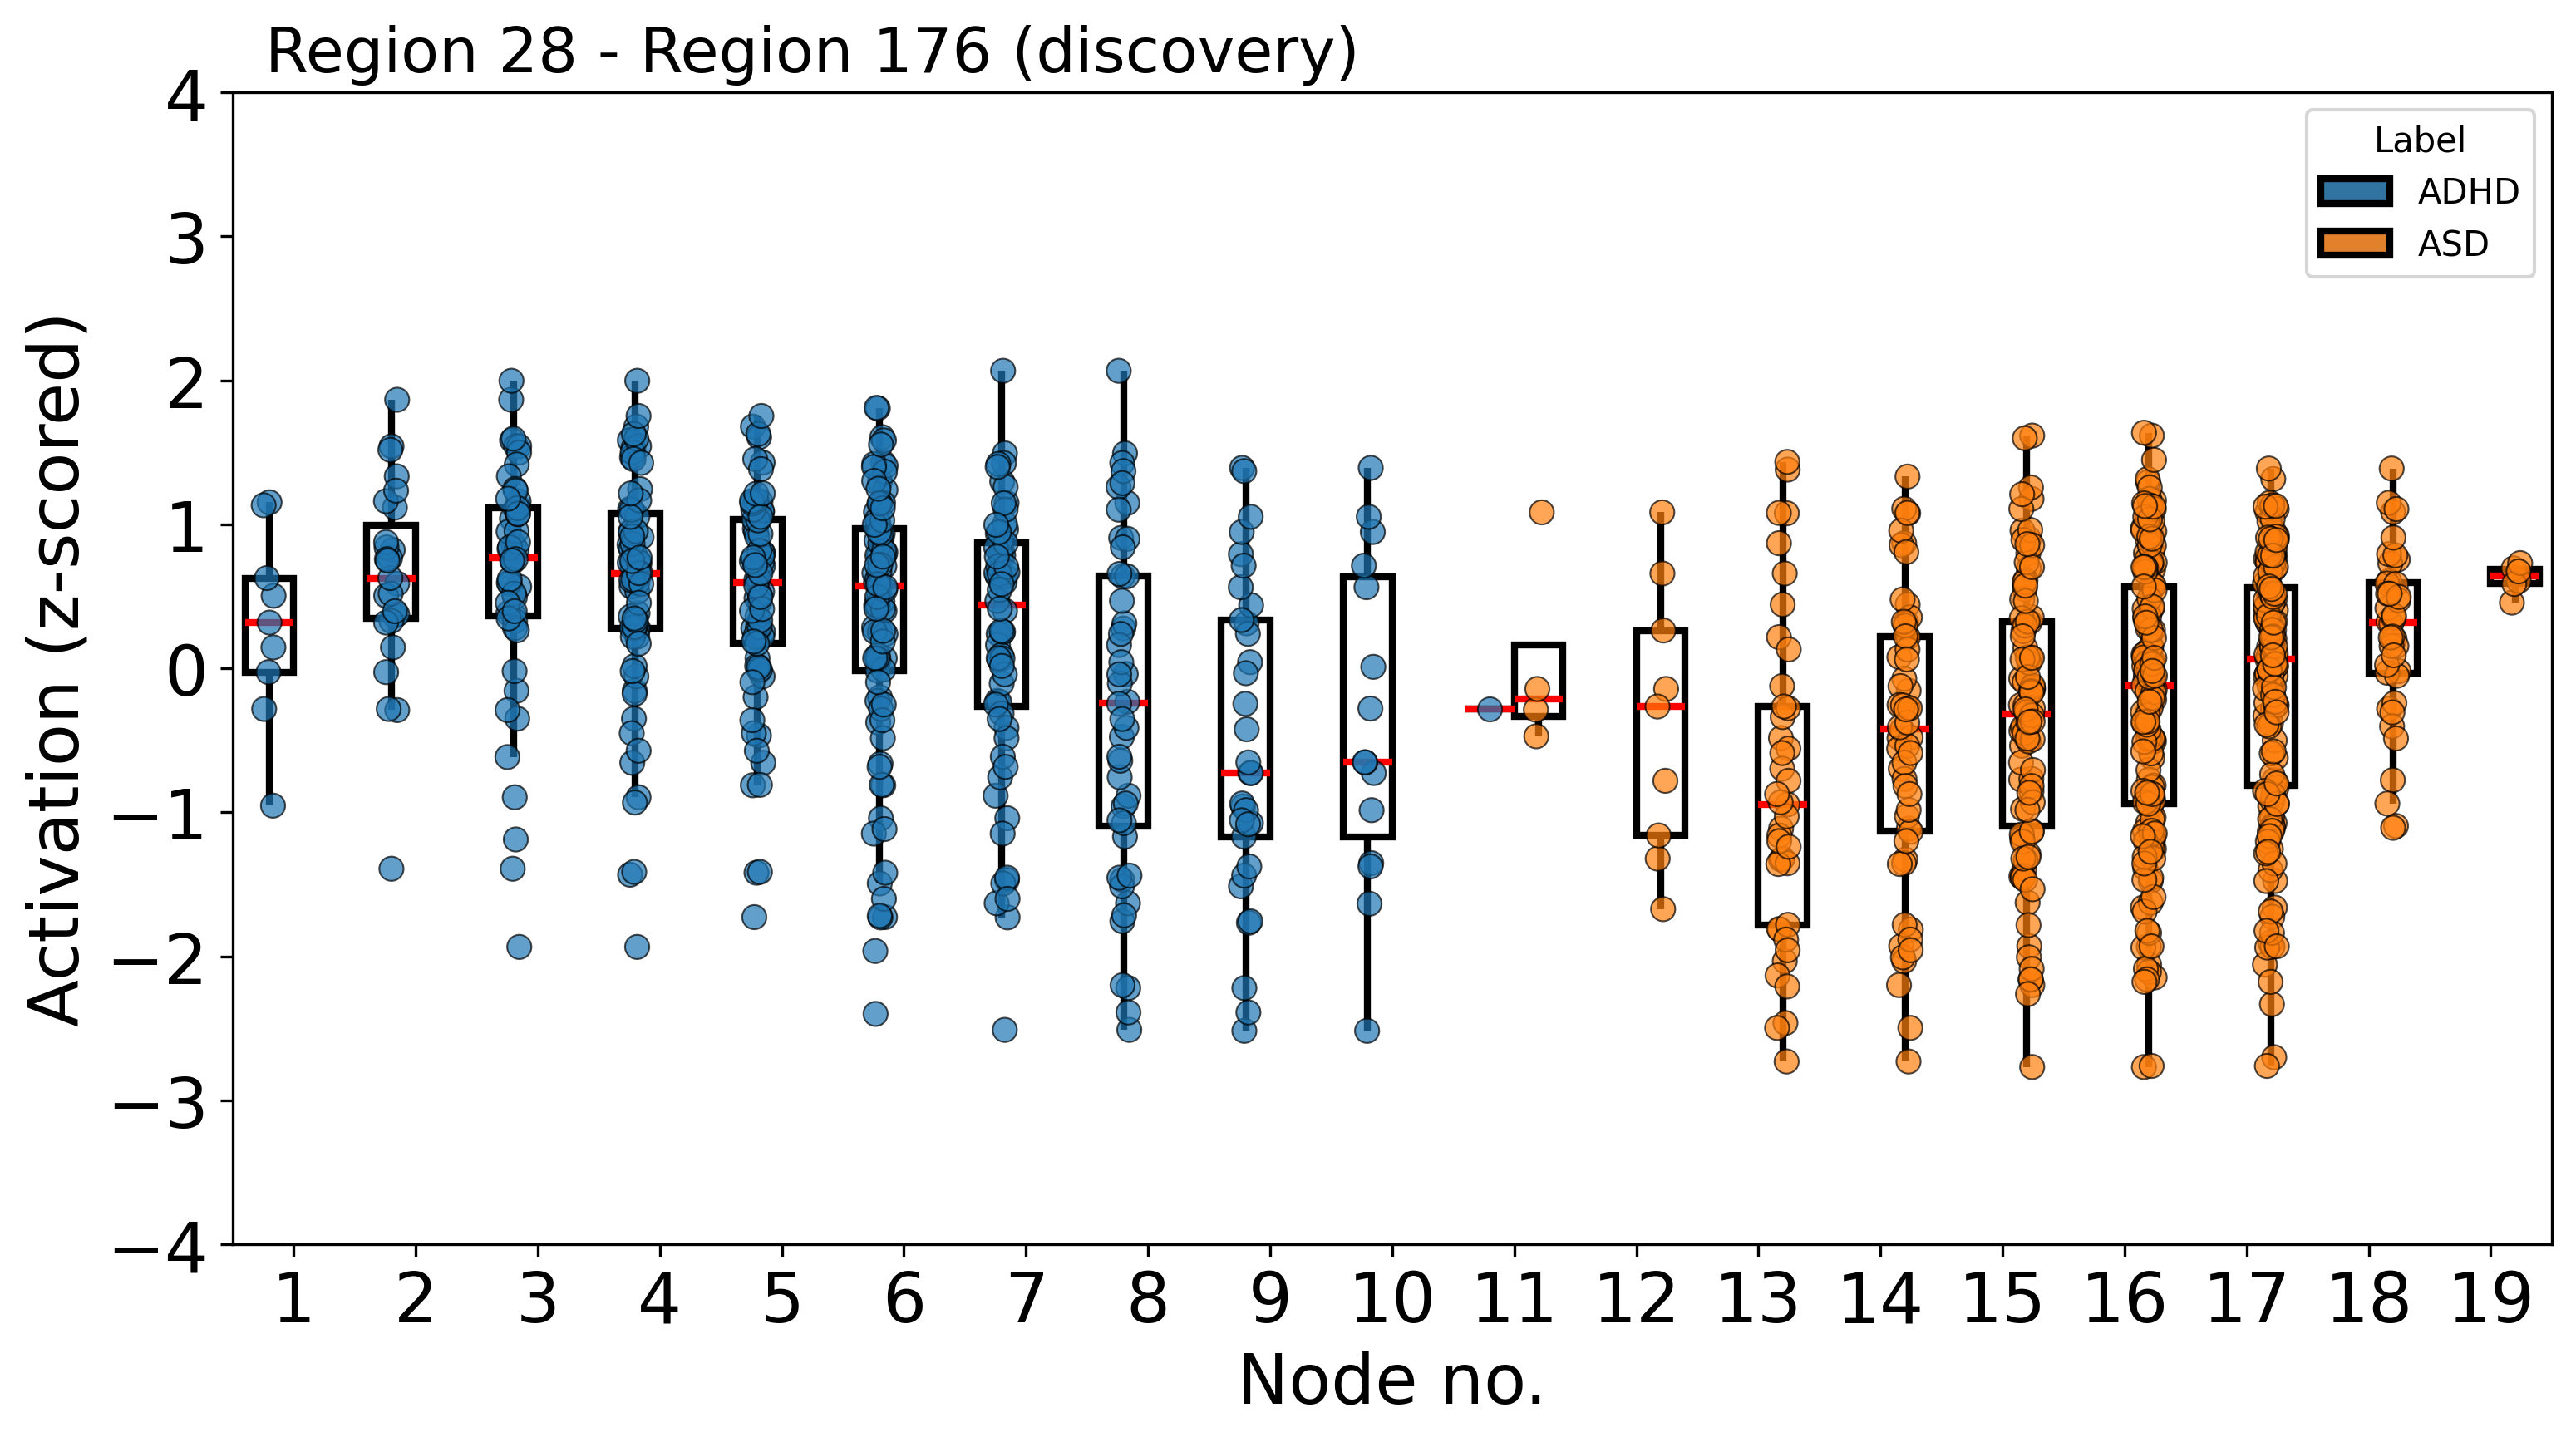 Region 28 - Region 176 (discovery)
4
3
2
1
0
−1
−2
−3
−4
Activation (z-scored)
Label
ADHD
ASD
1 2 3 4 5 6 7 8 9 10 11 12 13 14 15 16 17 18 19
Node no.